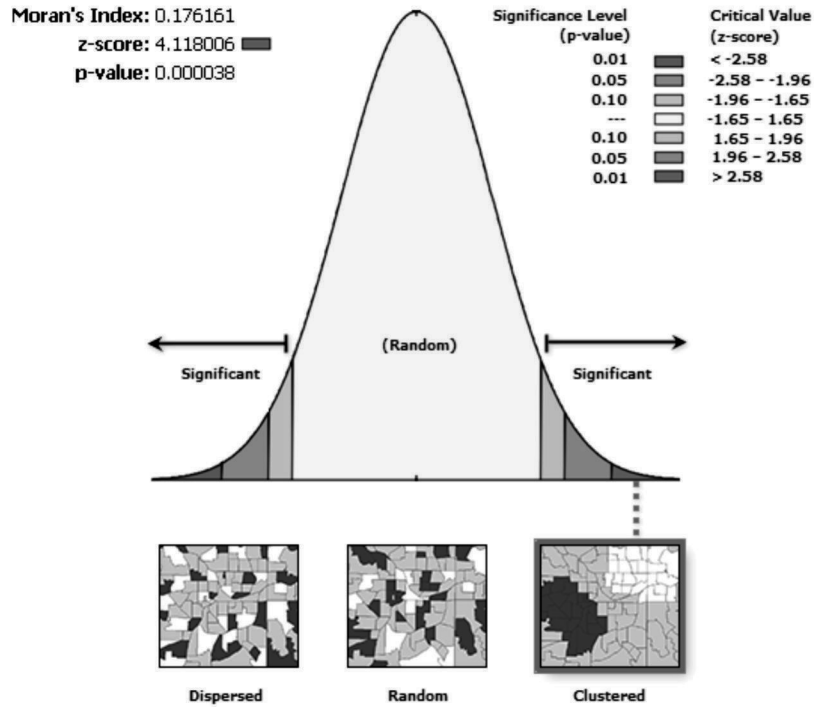 Moran's Index: 0.176161
z-score: 4.118006
p-value: 0.000038
Significance Level
(p-value)
Critical Value
(z-score)
0.01 < -2.58
0.05 -2.58 – -1.96
0.10 -1.96 – -1.65
--- -1.65 – 1.65
0.10 1.65 – 1.96
0.05 1.96 – 2.58
0.01 > 2.58
(Random)
Significant
Significant
Dispersed
Random
Clustered